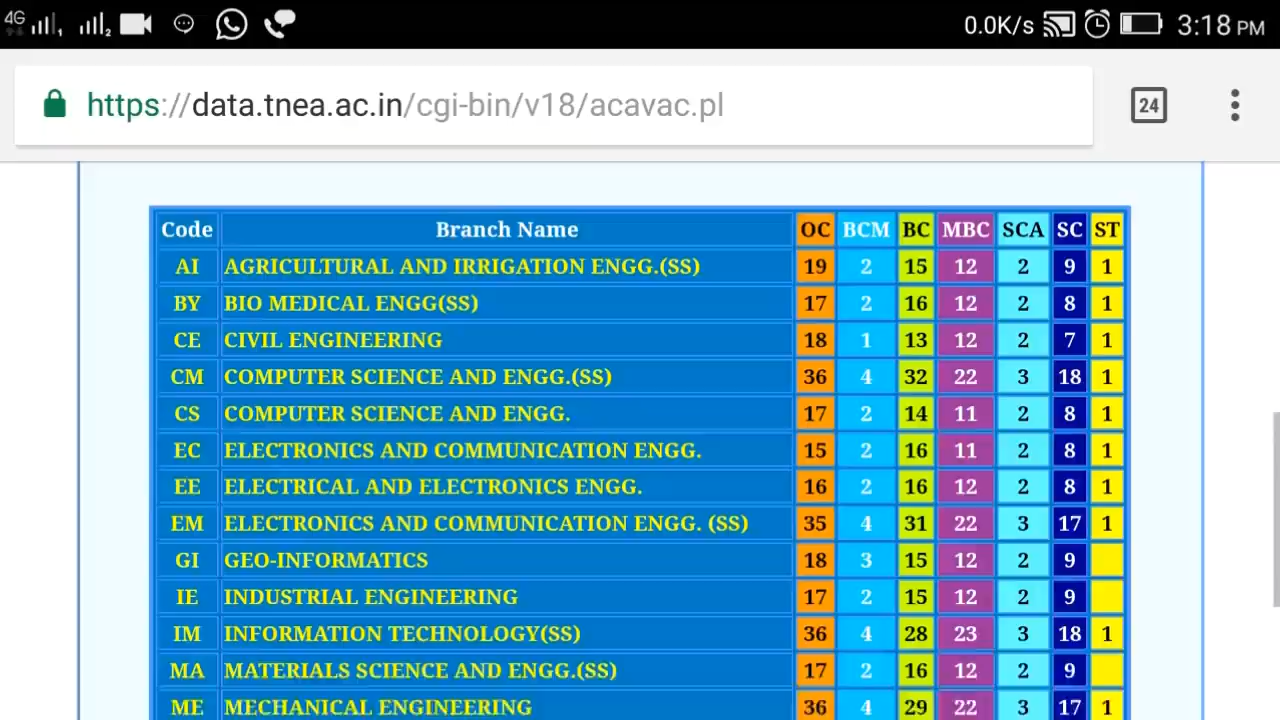 4G 1 2 0.0K/s 3:18 PM
https://data.tnea.ac.in/cgi-bin/v18/acavac.pl 24
Code Branch Name OC BCM BC MBC SCA SC ST
AI AGRICULTURAL AND IRRIGATION ENGG.(SS) 19 2 15 12 2 9 1
BY BIO MEDICAL ENGG(SS) 17 2 16 12 2 8 1
CE CIVIL ENGINEERING 18 1 13 12 2 7 1
CM COMPUTER SCIENCE AND ENGG.(SS) 36 4 32 22 3 18 1
CS COMPUTER SCIENCE AND ENGG. 17 2 14 11 2 8 1
EC ELECTRONICS AND COMMUNICATION ENGG. 15 2 16 11 2 8 1
EE ELECTRICAL AND ELECTRONICS ENGG. 16 2 16 12 2 8 1
EM ELECTRONICS AND COMMUNICATION ENGG. (SS) 35 4 31 22 3 17 1
GI GEO-INFORMATICS 18 3 15 12 2 9
IE INDUSTRIAL ENGINEERING 17 2 15 12 2 9
IM INFORMATION TECHNOLOGY(SS) 36 4 28 23 3 18 1
MA MATERIALS SCIENCE AND ENGG.(SS) 17 2 16 12 2 9
ME MECHANICAL ENGINEERING 36 4 29 22 3 17 1